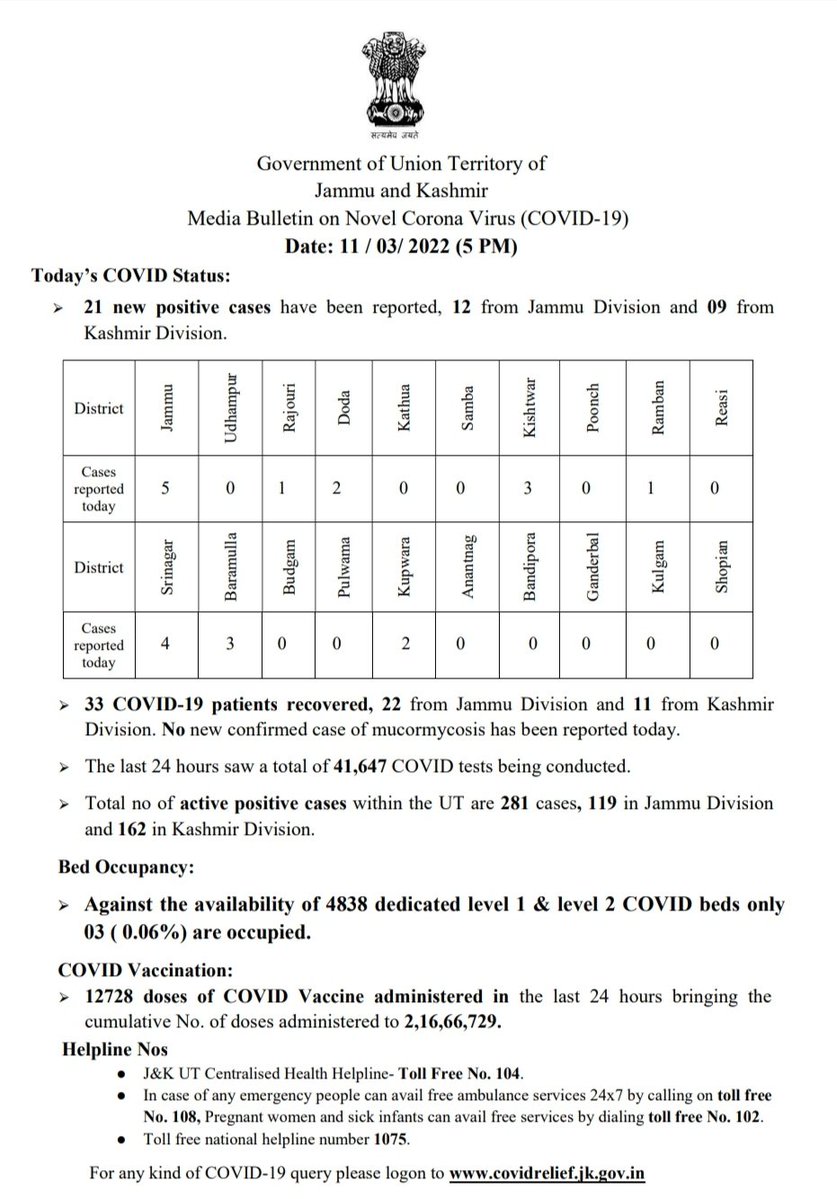 सत्यमेव जयते
Government of Union Territory of
Jammu and Kashmir
Media Bulletin on Novel Corona Virus (COVID-19)
Date: 11 / 03/ 2022 (5 PM)
Today’s COVID Status:
➢ 21 new positive cases have been reported, 12 from Jammu Division and 09 from
Kashmir Division.
District Jammu Udhampur Rajouri Doda Kathua Samba Kishtwar Poonch Ramban Reasi
Cases
reported
today 5 0 1 2 0 0 3 0 1 0
District Srinagar Baramulla Budgam Pulwama Kupwara Anantnag Bandipora Ganderbal Kulgam Shopian
Cases
reported
today 4 3 0 0 2 0 0 0 0 0
➢ 33 COVID-19 patients recovered, 22 from Jammu Division and 11 from Kashmir
Division. No new confirmed case of mucormycosis has been reported today.
➢ The last 24 hours saw a total of 41,647 COVID tests being conducted.
➢ Total no of active positive cases within the UT are 281 cases, 119 in Jammu Division
and 162 in Kashmir Division.
Bed Occupancy:
➢ Against the availability of 4838 dedicated level 1 & level 2 COVID beds only
03 ( 0.06%) are occupied.
COVID Vaccination:
➢ 12728 doses of COVID Vaccine administered in the last 24 hours bringing the
cumulative No. of doses administered to 2,16,66,729.
Helpline Nos
● J&K UT Centralised Health Helpline- Toll Free No. 104.
● In case of any emergency people can avail free ambulance services 24x7 by calling on toll free
No. 108, Pregnant women and sick infants can avail free services by dialing toll free No. 102.
● Toll free national helpline number 1075.
For any kind of COVID-19 query please logon to www.covidrelief.jk.gov.in